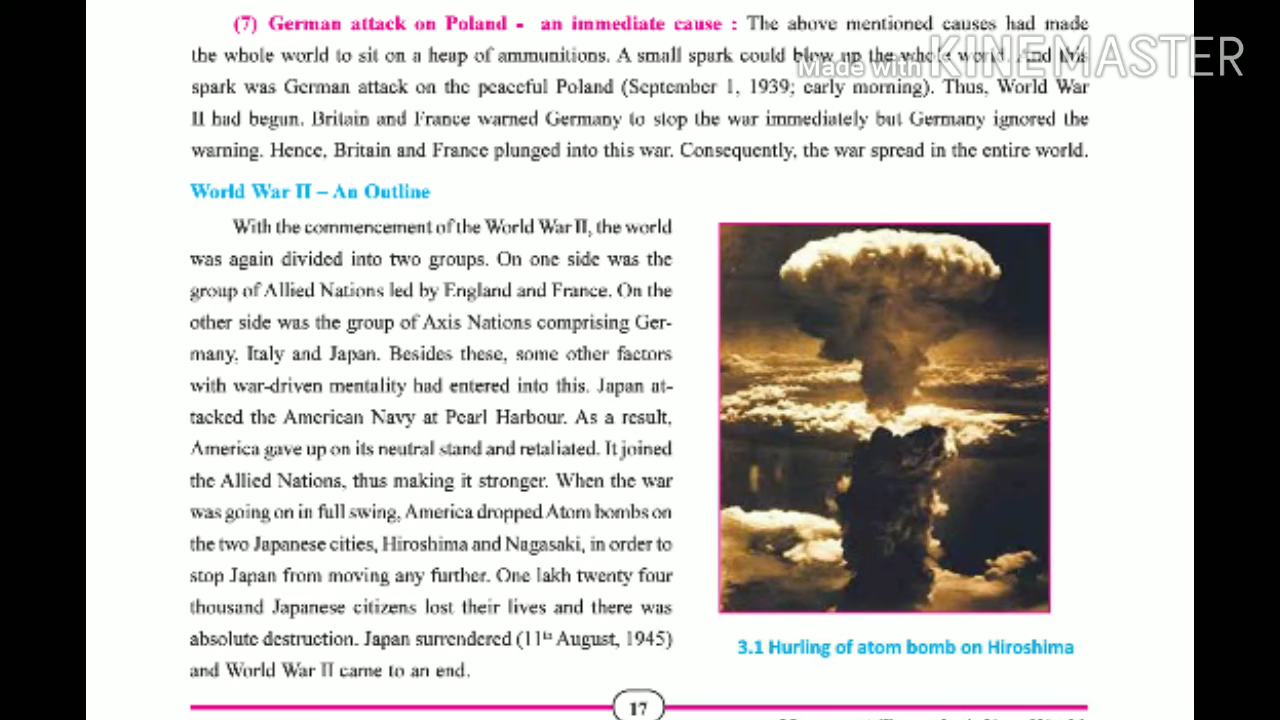 (7) German attack on Poland - an immediate cause : The above mentioned causes had made
the whole world to sit on a heap of ammunitions. A small spark could blow up the whole world. And this
Made with KINEMASTER
spark was German attack on the peaceful Poland (September 1, 1939; early morning). Thus, World War
II had begun. Britain and France warned Germany to stop the war immediately but Germany ignored the
warning. Hence, Britain and France plunged into this war. Consequently, the war spread in the entire world.
World War II – An Outline
With the commencement of the World War II, the world
was again divided into two groups. On one side was the
group of Allied Nations led by England and France. On the
other side was the group of Axis Nations comprising Ger-
many, Italy and Japan. Besides these, some other factors
with war-driven mentality had entered into this. Japan at-
tacked the American Navy at Pearl Harbour. As a result,
America gave up on its neutral stand and retaliated. It joined
the Allied Nations, thus making it stronger. When the war
was going on in full swing, America dropped Atom bombs on
the two Japanese cities, Hiroshima and Nagasaki, in order to
stop Japan from moving any further. One lakh twenty four
thousand Japanese citizens lost their lives and there was
absolute destruction. Japan surrendered (11th August, 1945)
and World War II came to an end.
3.1 Hurling of atom bomb on Hiroshima
17